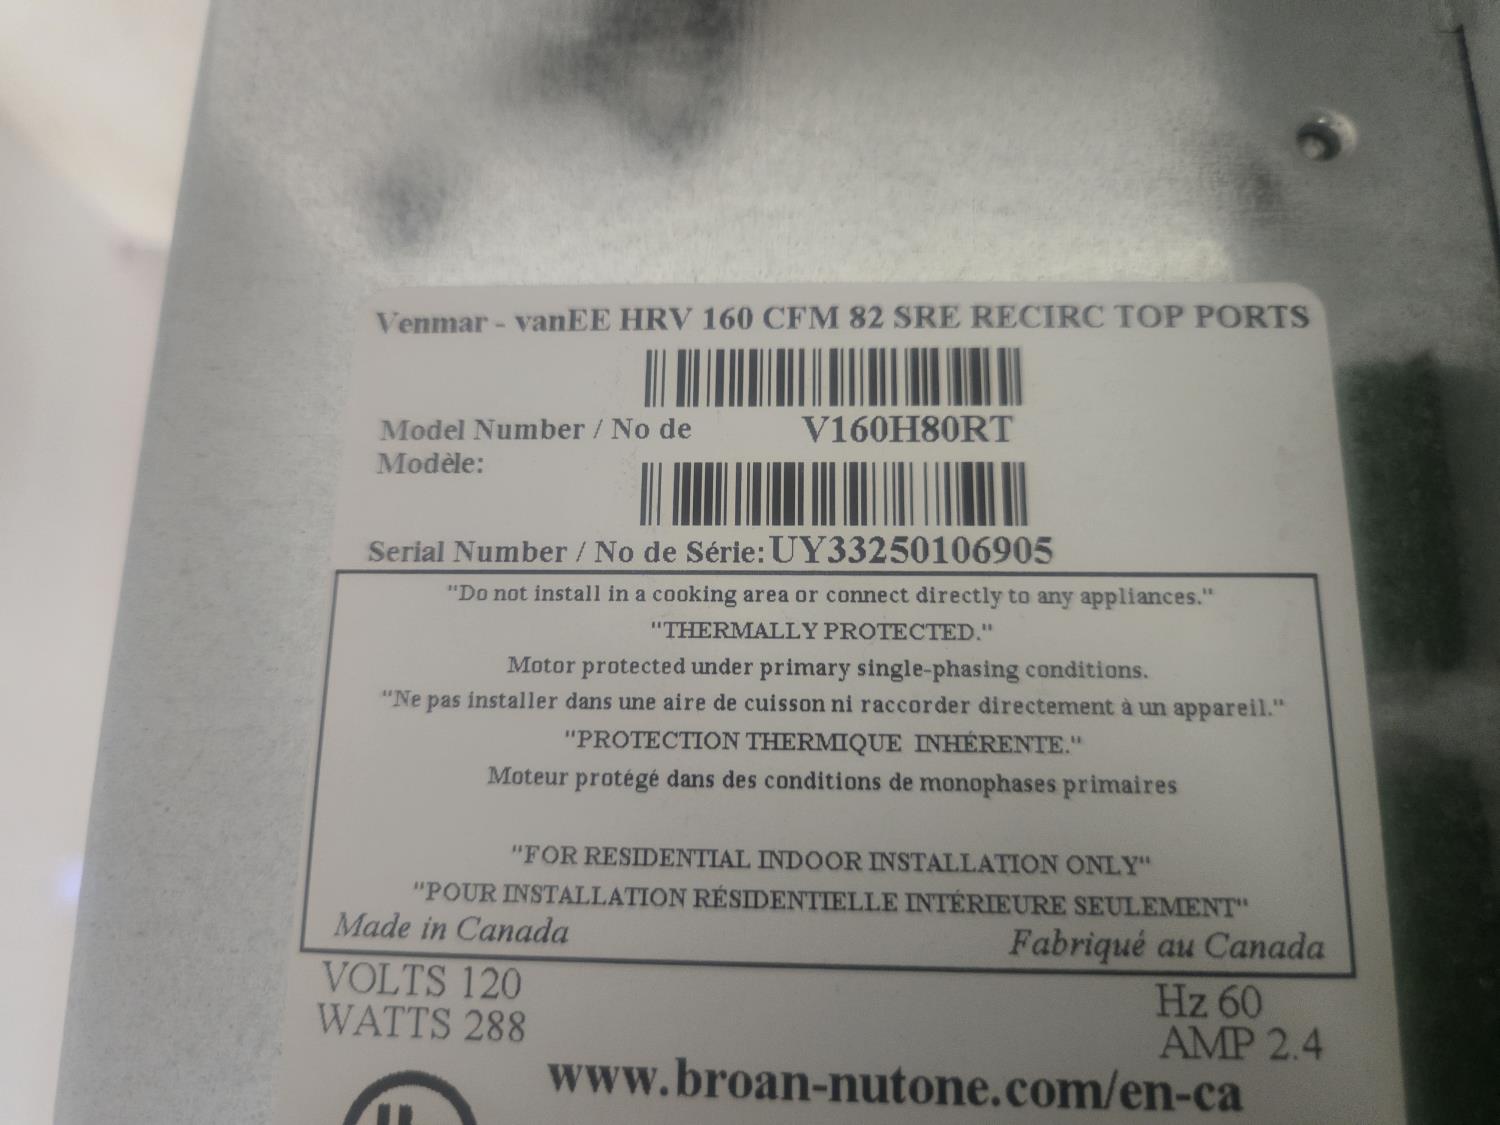 Venmar - vanEE HRV 160 CFM 82 SRE RECIRC TOP PORTS
Model Number / No de
Modèle:
V160H80RT
Serial Number / No de Série: UY33250106905
"Do not install in a cooking area or connect directly to any appliances."
"THERMALLY PROTECTED."
Motor protected under primary single-phasing conditions.
"Ne pas installer dans une aire de cuisson ni raccorder directement à un appareil."
"PROTECTION THERMIQUE INHÉRENTE."
Moteur protégé dans des conditions de monophases primaires
"FOR RESIDENTIAL INDOOR INSTALLATION ONLY"
"POUR INSTALLATION RÉSIDENTIELLE INTÉRIEURE SEULEMENT"
Made in Canada
Fabriqué au Canada
VOLTS 120
Hz 60
WATTS 288
AMP 2.4
www.broan-nutone.com/en-ca